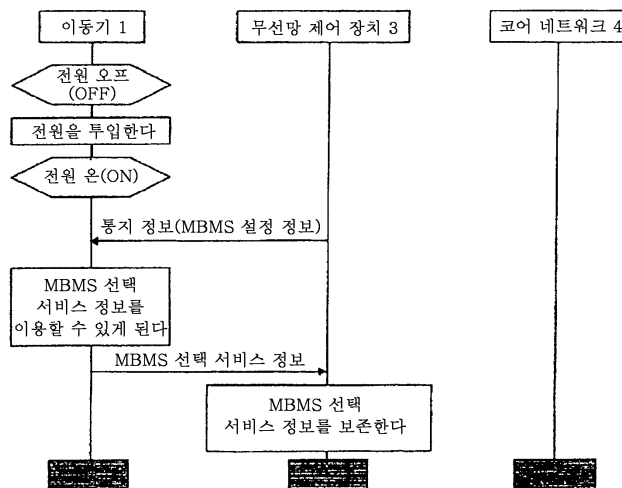 이동기 1
무선망 제어 장치 3
코어 네트워크 4
전원 오프
(OFF)
전원을 투입한다
전원 온(ON)
통지 정보(MBMS 설정 정보)
MBMS 선택
서비스 정보를
이용할 수 있게 된다
MBMS 선택 서비스 정보
MBMS 선택
서비스 정보를 보존한다